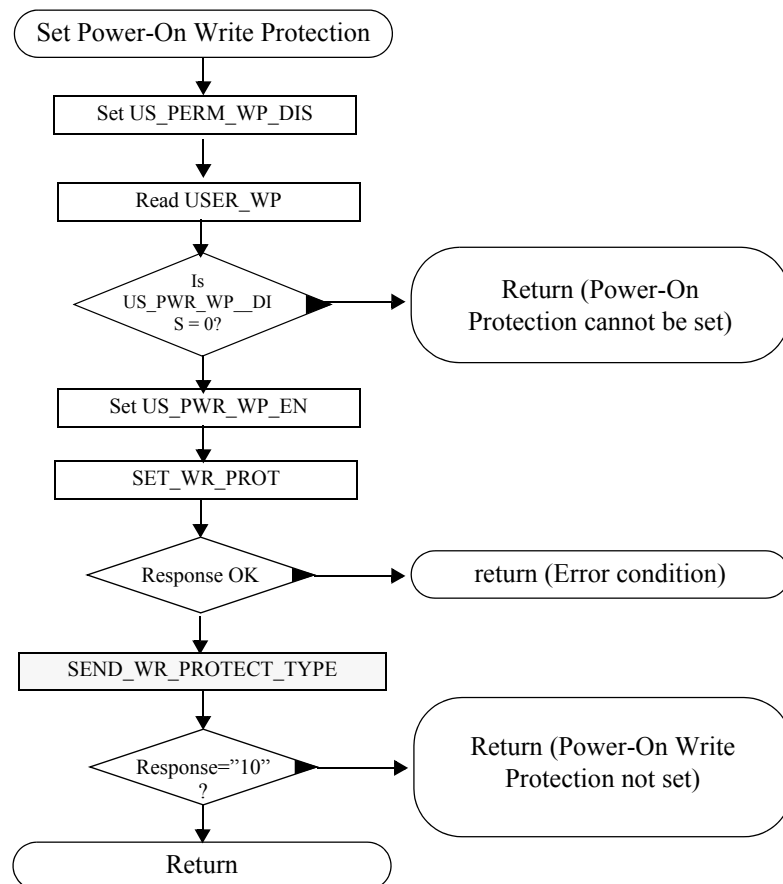 Set Power-On Write Protection
Set US_PERM_WP_DIS
Read USER_WP
Is
US_PWR_WP__DI
S = 0?
Return (Power-On
Protection cannot be set)
Set US_PWR_WP_EN
SET_WR_PROT
Response OK
return (Error condition)
SEND_WR_PROTECT_TYPE
Response=”10”
?
Return (Power-On Write
Protection not set)
Return